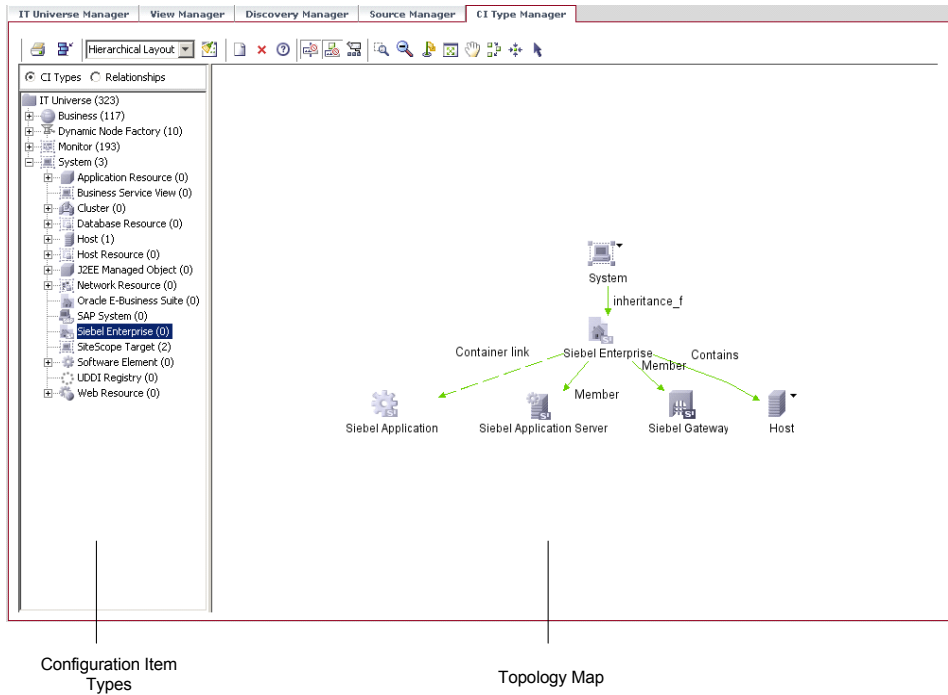 IT Universe Manager View Manager Discovery Manager Source Manager CI Type Manager
Hierarchical Layout
CI Types Relationships
IT Universe (323)
Business (117)
Dynamic Node Factory (10)
Monitor (193)
System (3)
Application Resource (0)
Business Service View (0)
Cluster (0)
Database Resource (0)
Host (1)
Host Resource (0)
J2EE Managed Object (0)
Network Resource (0)
Oracle E-Business Suite (0)
SAP System (0)
Siebel Enterprise (0)
SiteScope Target (2)
Software Element (0)
UDDI Registry (0)
Web Resource (0)
System
inheritance_f
Siebel Enterprise
Container link
Member
Member
Contains
Siebel Application
Siebel Application Server
Siebel Gateway
Host
Configuration Item
Types
Topology Map